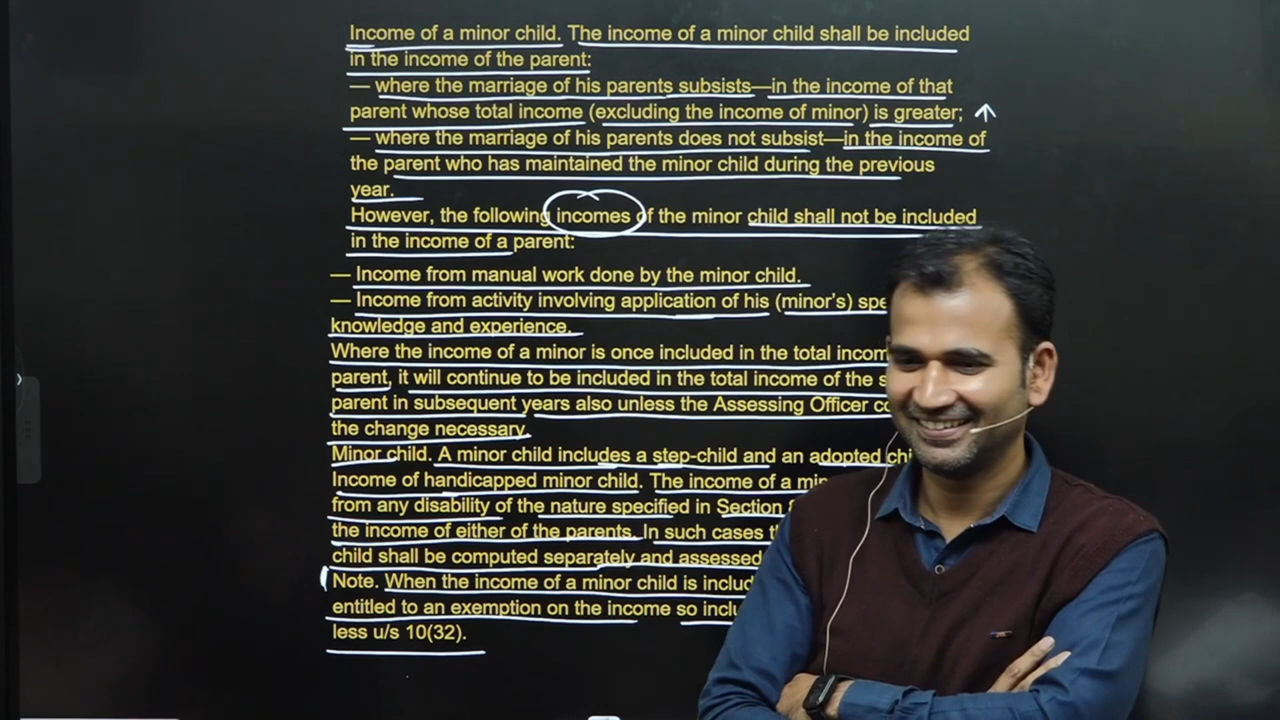 Income of a minor child. The income of a minor child shall be included
in the income of the parent:
— where the marriage of his parents subsists—in the income of that
parent whose total income (excluding the income of minor) is greater;
— where the marriage of his parents does not subsist—in the income of
the parent who has maintained the minor child during the previous
year.
However, the following incomes of the minor child shall not be included
in the income of a parent:
— Income from manual work done by the minor child.
— Income from activity involving application of his (minor's)
knowledge and experience.
Where the income of a minor is once included in the total
parent, it will continue to be included in the total income of the
parent in subsequent years also unless the Assessing Officer
the change necessary.
Minor child. A minor child includes a step-child and an adopted
Income of handicapped minor child. The income of a
from any disability of the nature specified in Section
the income of either of the parents. In such cases
child shall be computed separately and assessed
Note. When the income of a minor child is
entitled to an exemption on the income so
less u/s 10(32).